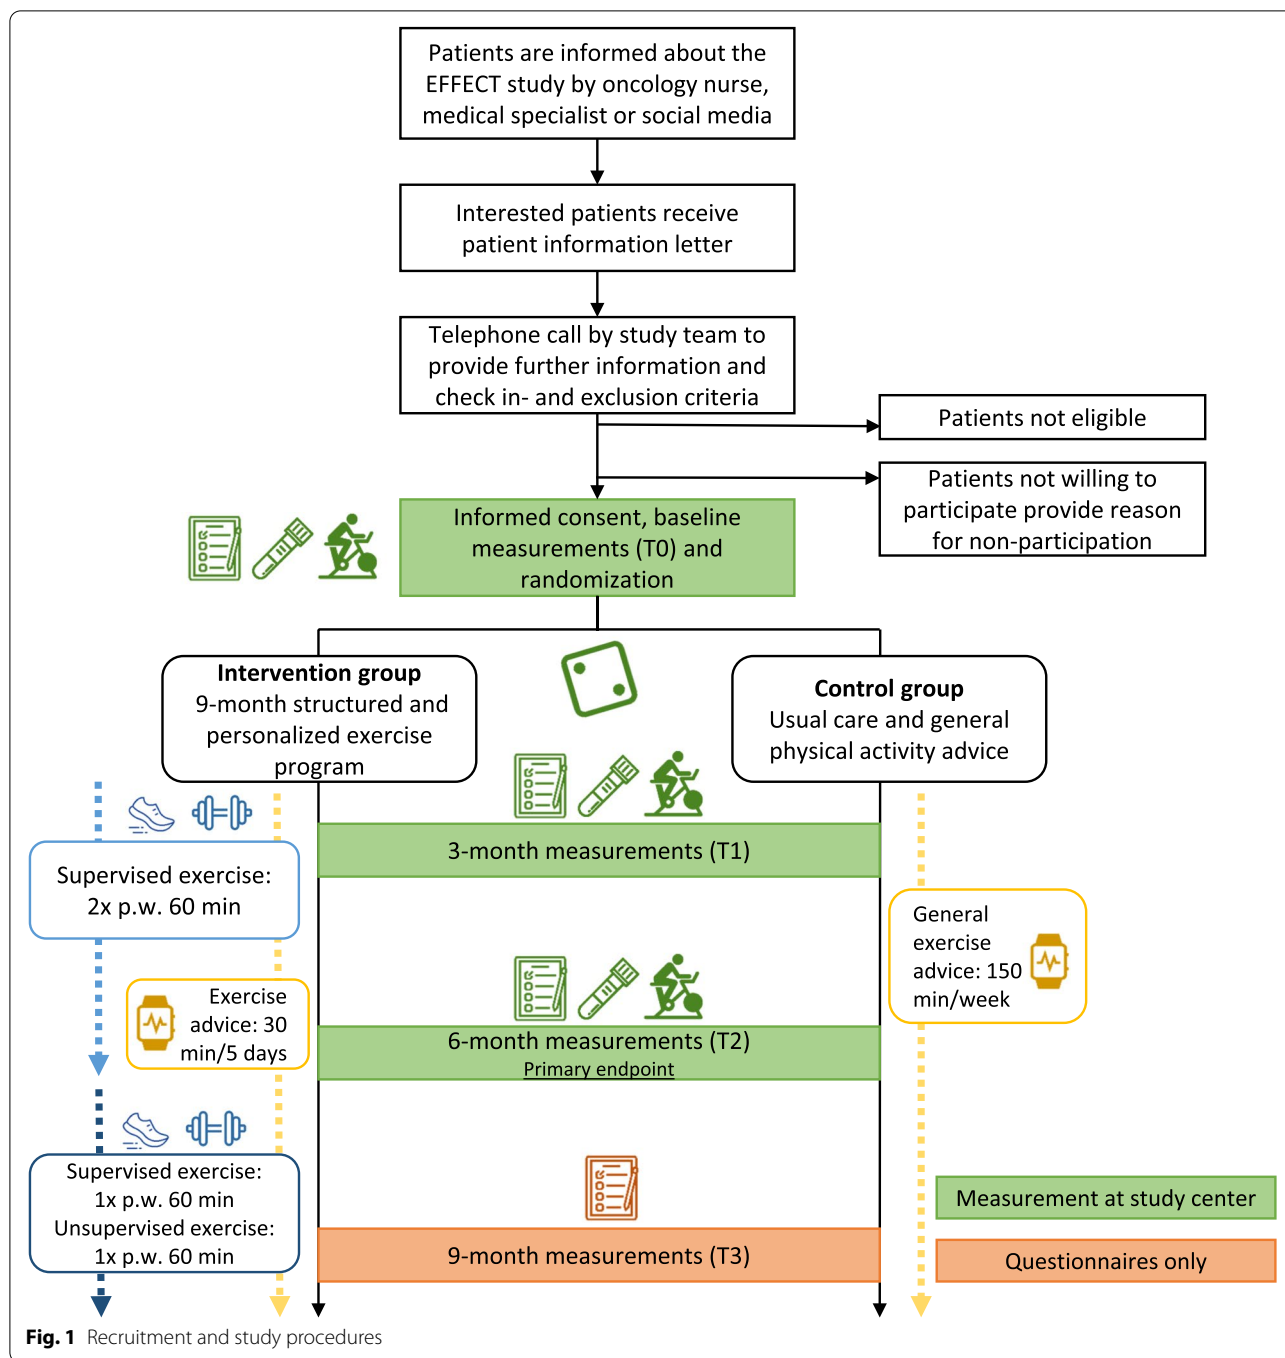 Patients are informed about the
EFFECT study by oncology nurse,
medical specialist or social media
Interested patients receive
patient information letter
Telephone call by study team to
provide further information and
check in- and exclusion criteria
Patients not eligible
Patients not willing to
participate provide reason
for non-participation
Informed consent, baseline
measurements (T0) and
randomization
Intervention group
9-month structured and
personalized exercise
program
Control group
Usual care and general
physical activity advice
3-month measurements (T1)
Supervised exercise:
2x p.w. 60 min
General
exercise
advice: 150
min/week
Exercise
advice: 30
min/5 days
6-month measurements (T2)
Primary endpoint
Supervised exercise:
1x p.w. 60 min
Unsupervised exercise:
1x p.w. 60 min
9-month measurements (T3)
Measurement at study center
Questionnaires only
Fig. 1 Recruitment and study procedures